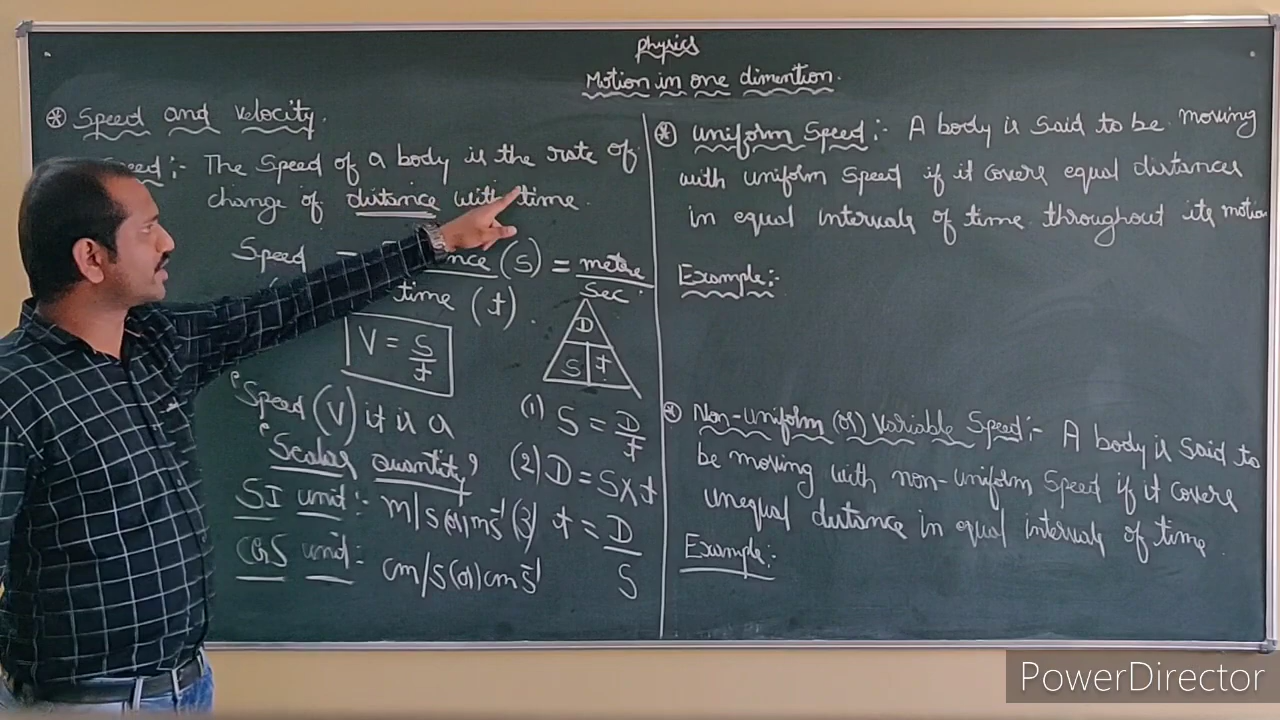 physics
Motion in one dimention.
* Speed and velocity.
Speed :- The Speed of a body is the rate of
change of distance with time.
Speed = (S) = metre
time (t). Sec.
V = S/t
D
S t
Speed (V) it is a
Scalar quantity
SI unit :- m/s (or) ms⁻¹
CGS unit :- cm/s (or) cm s⁻¹
(1) S = D/t
(2) D = S x t
(3) t = D/S
* uniform Speed :- A body is said to be moving
with uniform speed if it covers equal distances
in equal intervals of time throughout its motion
Example :-
* Non-uniform (or) Variable Speed :- A body is said to
be moving with non-uniform speed if it covers
unequal distance in equal intervals of time.
Example :-
PowerDirector